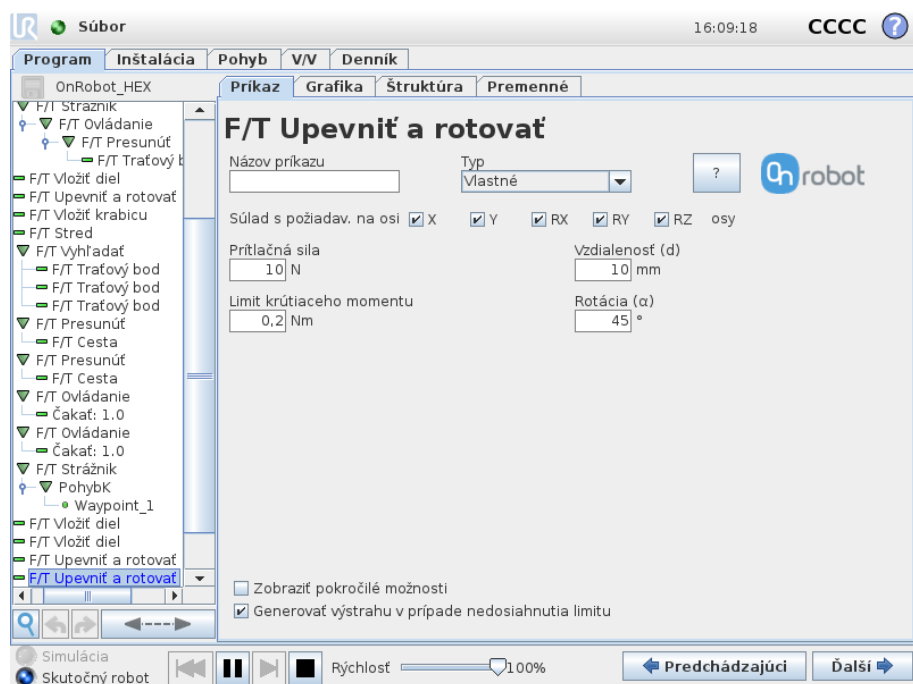 Súbor 16:09:18 CCCC ?
Program Inštalácia Pohyb V/V Denník
OnRobot_HEX Príkaz Grafika Štruktúra Premenné
F/T Strážnik
F/T Ovládanie
F/T Presunúť
F/T Traťový b
F/T Vložiť diel
F/T Upevniť a rotovať
F/T Vložiť krabicu
F/T Stred
F/T Vyhľadať
F/T Traťový bod
F/T Traťový bod
F/T Traťový bod
F/T Presunúť
F/T Cesta
F/T Presunúť
F/T Cesta
F/T Ovládanie
Čakať: 1.0
F/T Ovládanie
Čakať: 1.0
F/T Strážnik
PohybK
Waypoint_1
F/T Vložiť diel
F/T Vložiť diel
F/T Upevniť a rotovať
F/T Upevniť a rotovať
F/T Upevniť a rotovať
Názov príkazu Typ
Vlastné ? On robot
Súlad s požiadav. na osi X Y RX RY RZ osy
Prítlačná sila Vzdialenosť (d)
10 N 10 mm
Limit krútiaceho momentu Rotácia (α)
0,2 Nm 45 °
Zobraziť pokročilé možnosti
Generovať výstrahu v prípade nedosiahnutia limitu
Simulácia
Skutočný robot Rýchlosť 100% Predchádzajúci Ďalší